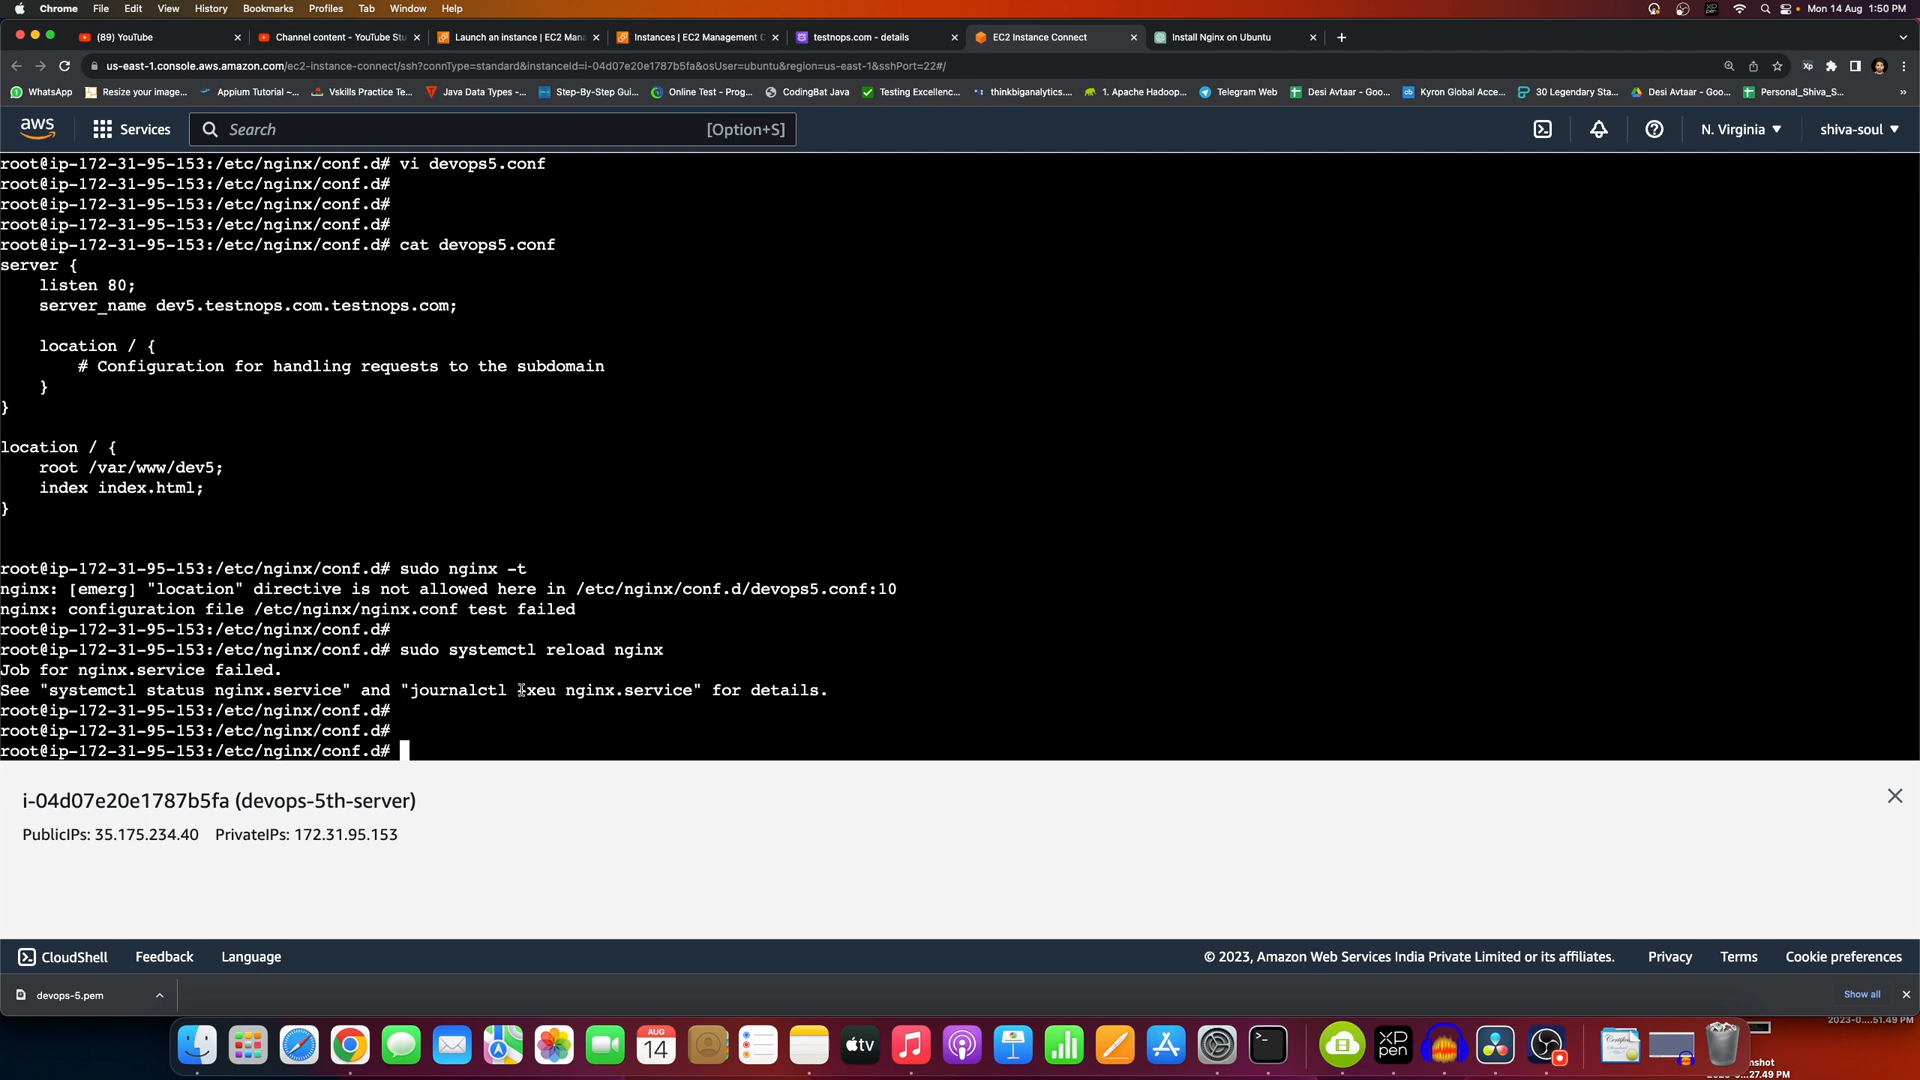 Chrome File Edit View History Bookmarks Profiles Tab Window Help Mon 14 Aug 1:50 PM
(89) YouTube Channel content - YouTube Stu Launch an instance | EC2 Mana Instances | EC2 Management C testnops.com - details EC2 Instance Connect Install Nginx on Ubuntu
us-east-1.console.aws.amazon.com/ec2-instance-connect/ssh?connType=standard&instanceId=i-04d07e20e1787b5fa&osUser=ubuntu&region=us-east-1&sshPort=22#/
WhatsApp Resize your image... Appium Tutorial ~... Vskills Practice Te... Java Data Types -... Step-By-Step Gui... Online Test - Prog... CodingBat Java Testing Excellenc... thinkbiganalytics.... 1. Apache Hadoop... Telegram Web Desi Avtaar - Goo... Kyron Global Acce... 30 Legendary Sta... Desi Avtaar - Goo... Personal_Shiva_S...
aws Services Search [Option+S] N. Virginia shiva-soul
root@ip-172-31-95-153:/etc/nginx/conf.d# vi devops5.conf
root@ip-172-31-95-153:/etc/nginx/conf.d#
root@ip-172-31-95-153:/etc/nginx/conf.d#
root@ip-172-31-95-153:/etc/nginx/conf.d#
root@ip-172-31-95-153:/etc/nginx/conf.d# cat devops5.conf
server {
listen 80;
server_name dev5.testnops.com.testnops.com;
location / {
# Configuration for handling requests to the subdomain
}
}
location / {
root /var/www/dev5;
index index.html;
}
root@ip-172-31-95-153:/etc/nginx/conf.d# sudo nginx -t
nginx: [emerg] "location" directive is not allowed here in /etc/nginx/conf.d/devops5.conf:10
nginx: configuration file /etc/nginx/nginx.conf test failed
root@ip-172-31-95-153:/etc/nginx/conf.d#
root@ip-172-31-95-153:/etc/nginx/conf.d# sudo systemctl reload nginx
Job for nginx.service failed.
See "systemctl status nginx.service" and "journalctl -xeu nginx.service" for details.
root@ip-172-31-95-153:/etc/nginx/conf.d#
root@ip-172-31-95-153:/etc/nginx/conf.d#
root@ip-172-31-95-153:/etc/nginx/conf.d#
i-04d07e20e1787b5fa (devops-5th-server)
PublicIPs: 35.175.234.40 PrivateIPs: 172.31.95.153
CloudShell Feedback Language © 2023, Amazon Web Services India Private Limited or its affiliates. Privacy Terms Cookie preferences
devops-5.pem Show all
AUG
14
tv
XP
pen